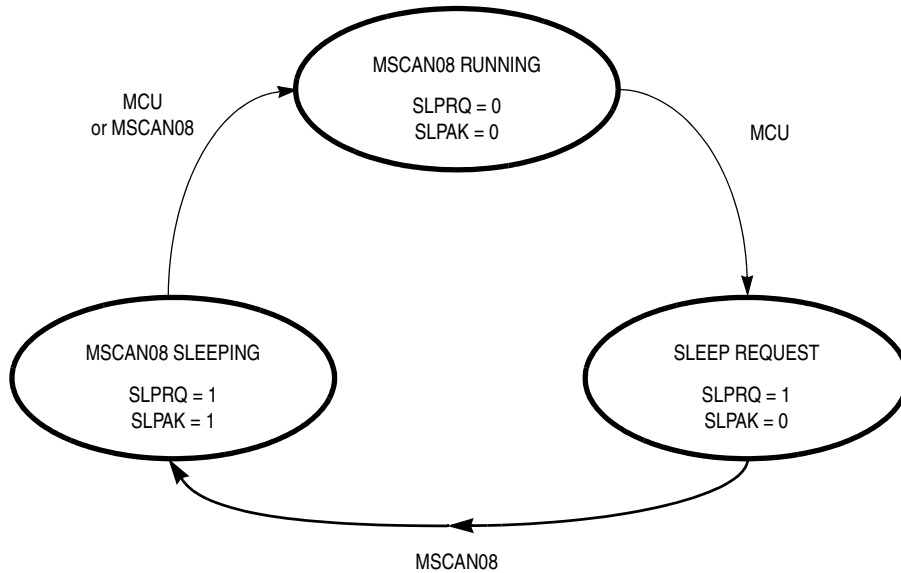 MSCAN08 RUNNING
SLPRQ = 0
SLPAK = 0
MCU
or MSCAN08
MCU
MSCAN08 SLEEPING
SLPRQ = 1
SLPAK = 1
SLEEP REQUEST
SLPRQ = 1
SLPAK = 0
MSCAN08